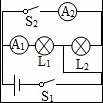 S₂ A₂
A₁ L₁ L₂
S₁